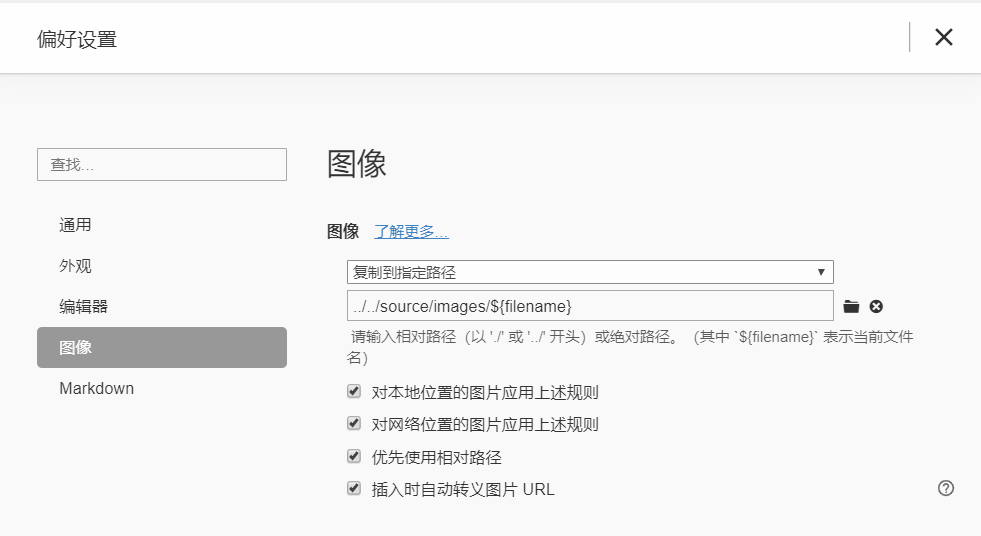 偏好设置
查找...
通用
外观
编辑器
图像
Markdown
图像
图像 了解更多...
复制到指定路径
../../source/images/${filename}
请输入相对路径（以 './' 或 '../' 开头）或绝对路径。（其中 `${filename}` 表示当前文件
名）
对本地位置的图片应用上述规则
对网络位置的图片应用上述规则
优先使用相对路径
插入时自动转义图片 URL